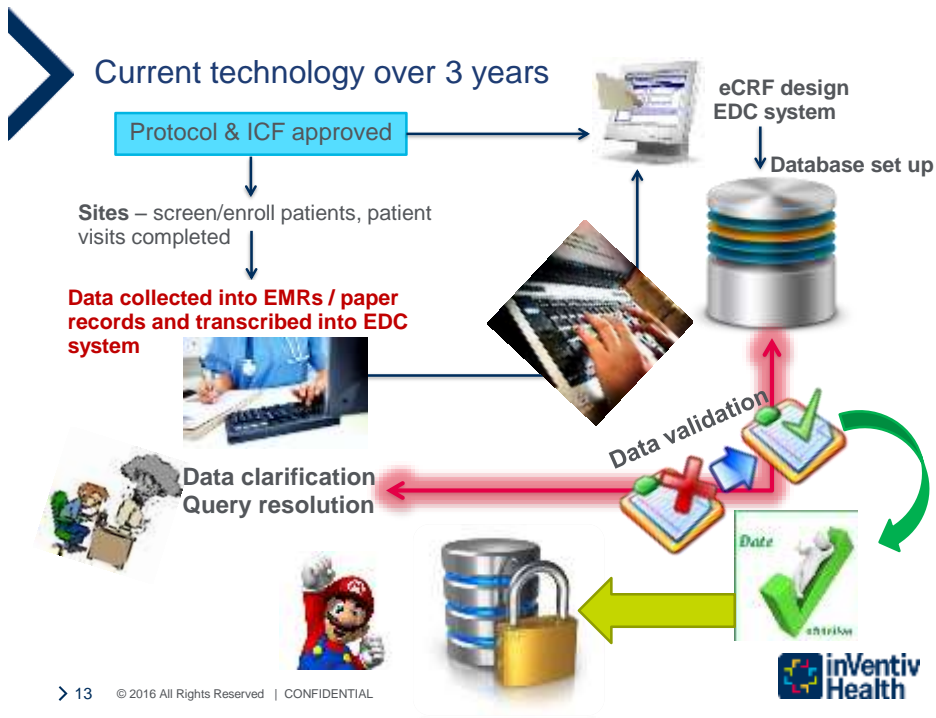 Current technology over 3 years
Protocol & ICF approved
eCRF design
EDC system
Database set up
Sites – screen/enroll patients, patient
visits completed
Data collected into EMRs / paper
records and transcribed into EDC
system
Data validation
Data clarification
Query resolution
Date
13 © 2016 All Rights Reserved | CONFIDENTIAL
inVentiv
Health